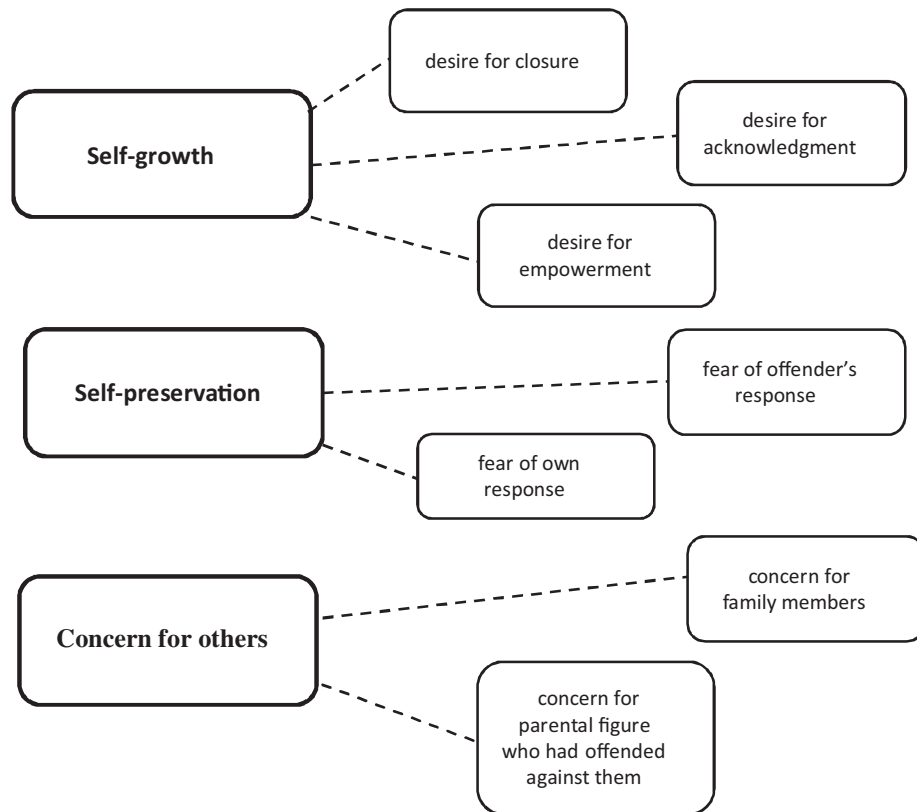 desire for closure
Self-growth
desire for
acknowledgment
desire for
empowerment
Self-preservation
fear of offender’s
response
fear of own
response
Concern for others
concern for
family members
concern for
parental figure
who had offended
against them